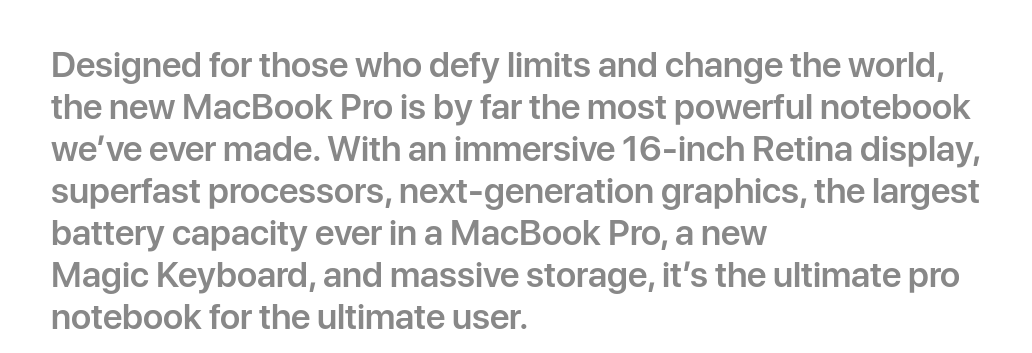 Designed for those who defy limits and change the world,
the new MacBook Pro is by far the most powerful notebook
we’ve ever made. With an immersive 16-inch Retina display,
superfast processors, next-generation graphics, the largest
battery capacity ever in a MacBook Pro, a new
Magic Keyboard, and massive storage, it’s the ultimate pro
notebook for the ultimate user.